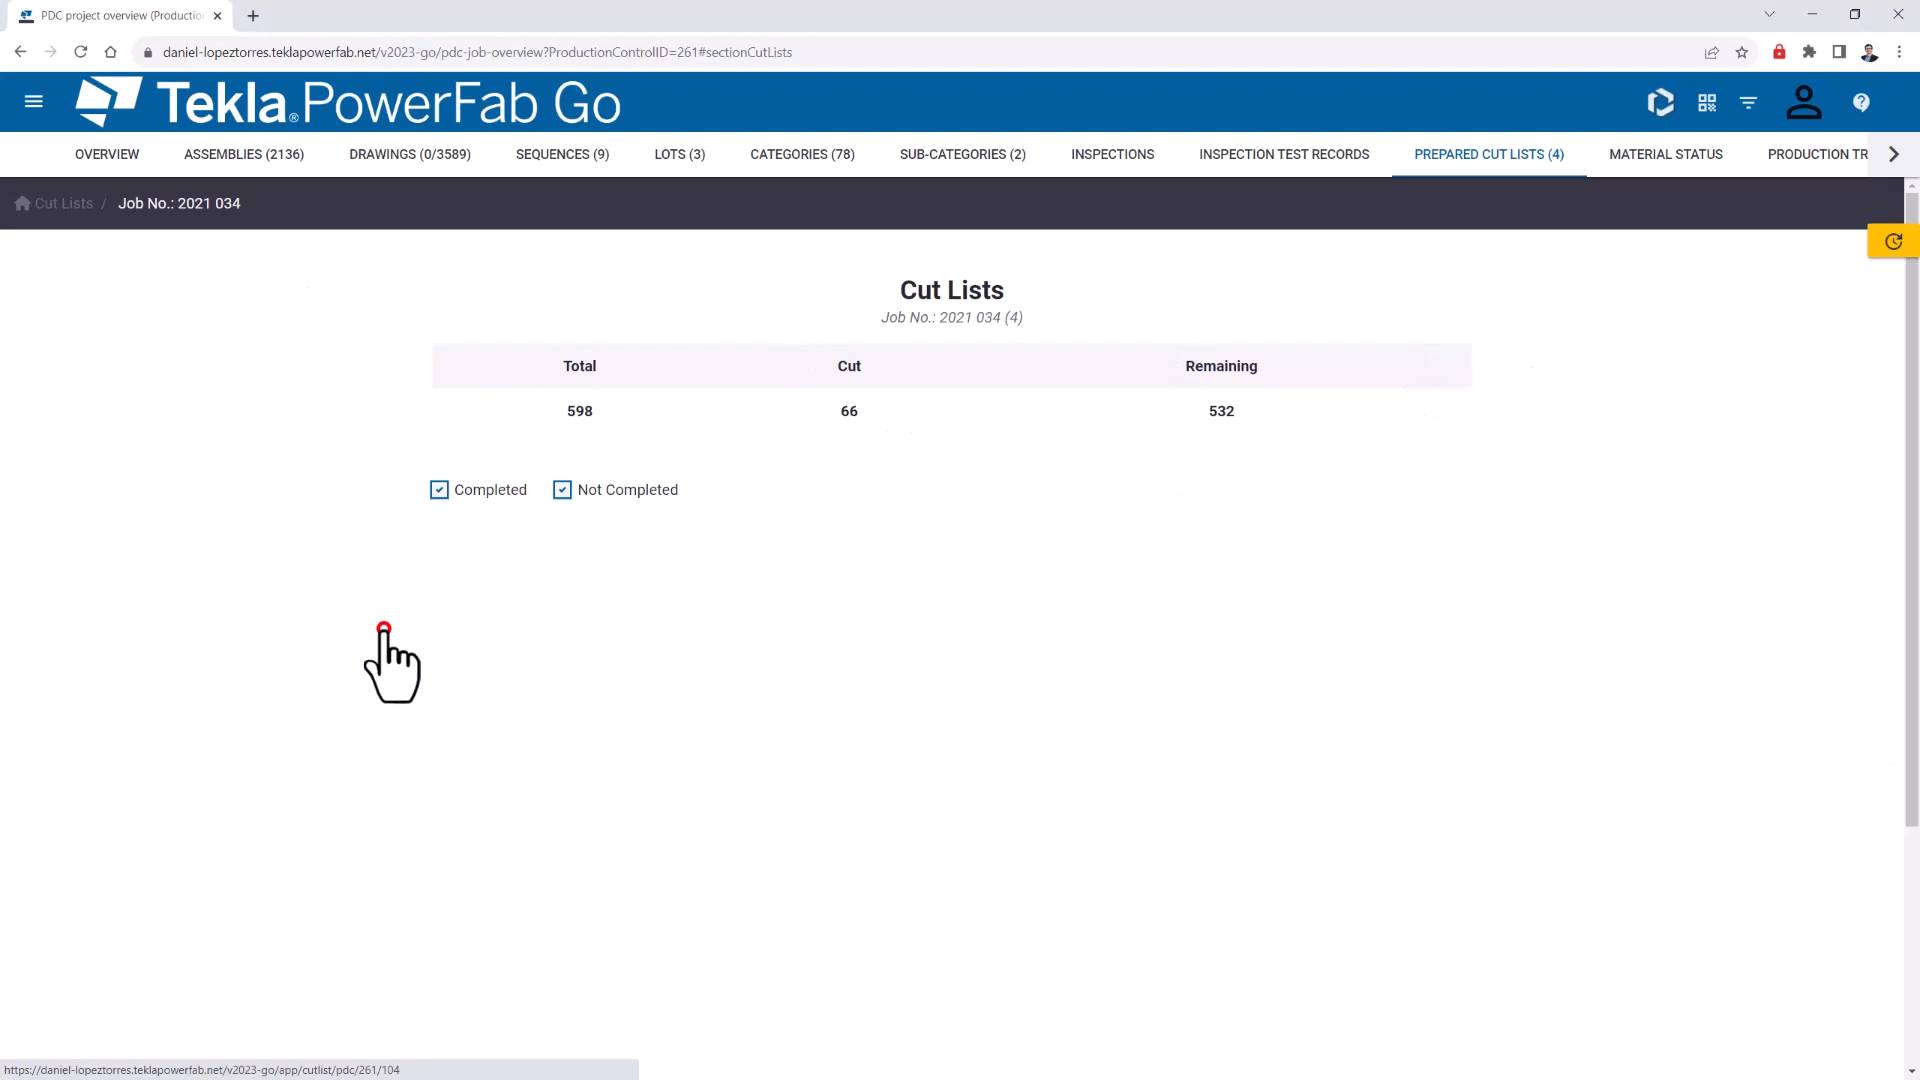 PDC project overview (Productio
daniel-lopeztorres.teklapowerfab.net/v2023-go/pdc-job-overview?ProductionControlID=261#sectionCutLists
Tekla® PowerFab Go
OVERVIEW
ASSEMBLIES (2136)
DRAWINGS (0/3589)
SEQUENCES (9)
LOTS (3)
CATEGORIES (78)
SUB-CATEGORIES (2)
INSPECTIONS
INSPECTION TEST RECORDS
PREPARED CUT LISTS (4)
MATERIAL STATUS
PRODUCTION TR
Cut Lists / Job No.: 2021 034
Cut Lists
Job No.: 2021 034 (4)
Total Cut Remaining
598 66 532
Completed Not Completed
https://daniel-lopeztorres.teklapowerfab.net/v2023-go/app/cutlist/pdc/261/104